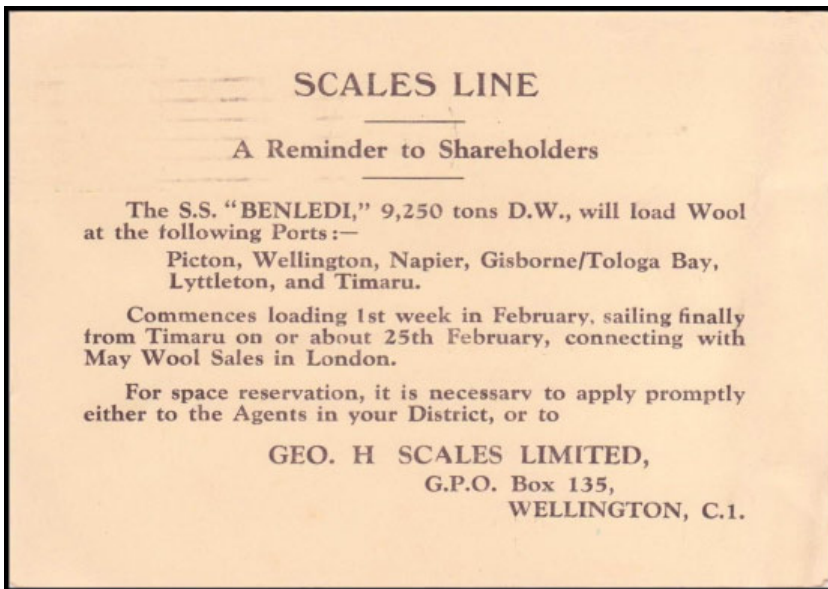 SCALES LINE
A Reminder to Shareholders
The S.S. "BENLEDI," 9,250 tons D.W., will load Wool
at the following Ports:—
Picton, Wellington, Napier, Gisborne/Tologa Bay,
Lyttleton, and Timaru.
Commences loading 1st week in February, sailing finally
from Timaru on or about 25th February, connecting with
May Wool Sales in London.
For space reservation, it is necessary to apply promptly
either to the Agents in your District, or to
GEO. H SCALES LIMITED,
G.P.O. Box 135,
WELLINGTON, C.1.